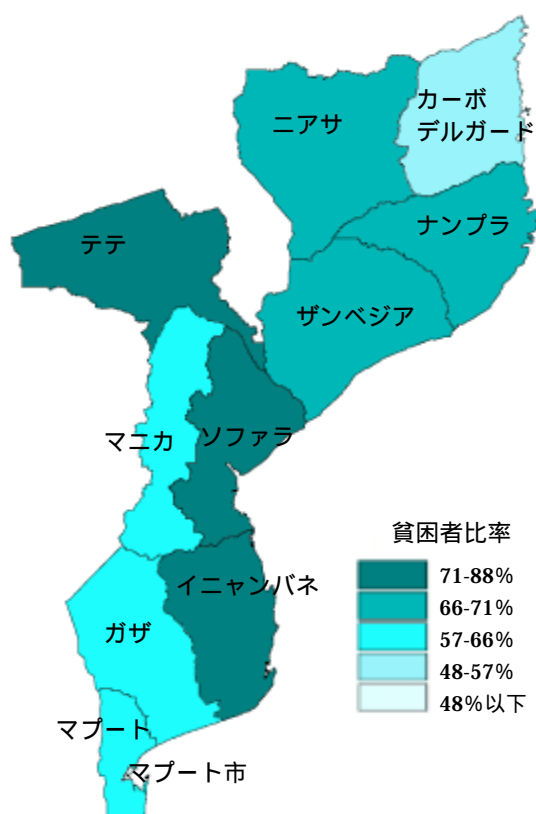 カーボ
デルガード
ニアサ
ナンプラ
テテ
ザンベジア
マニカ
ソファラ
貧困者比率
71-88%
66-71%
57-66%
48-57%
48%以下
イニャンバネ
ガザ
マプート
マプート市